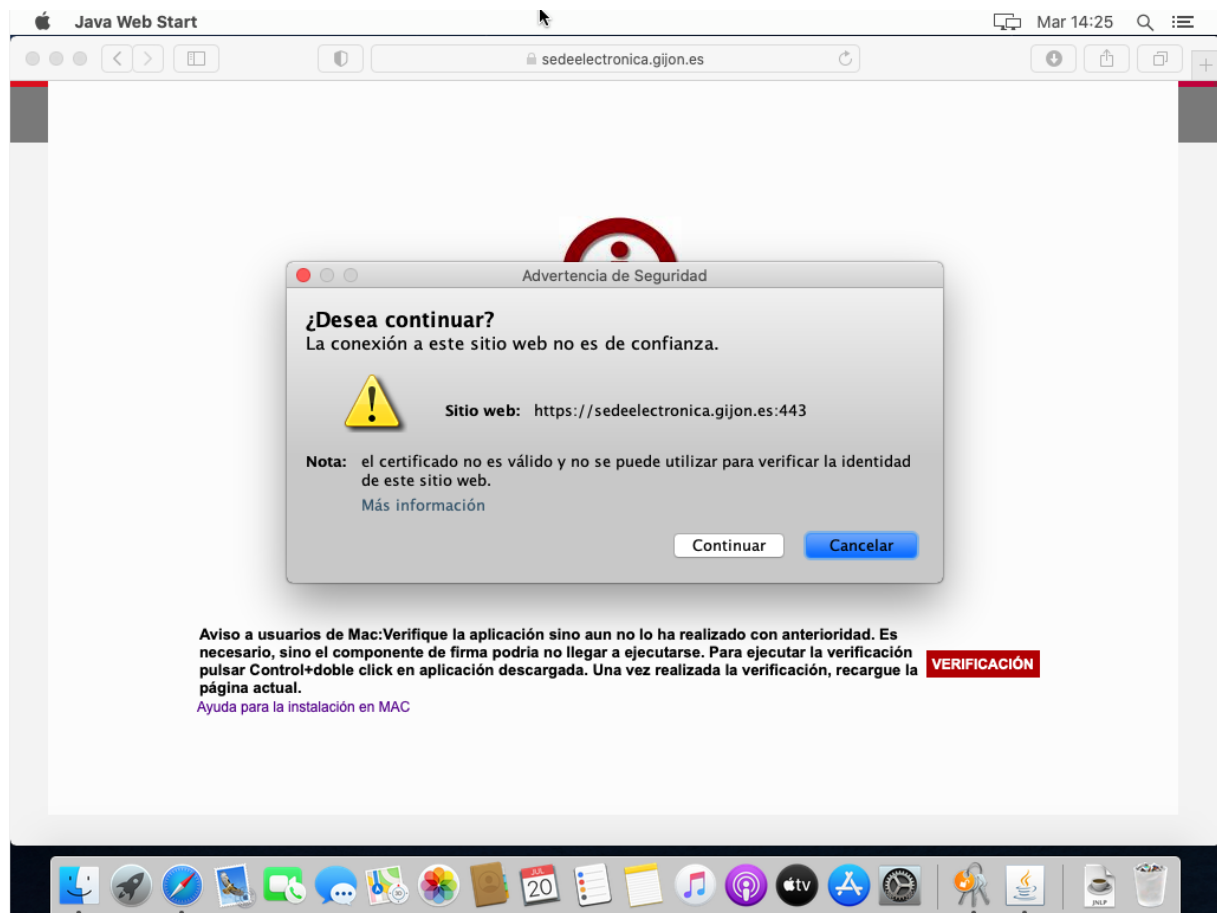 Java Web Start
Mar 14:25
sedeelectronica.gijon.es
Advertencia de Seguridad
¿Desea continuar?
La conexión a este sitio web no es de confianza.
Sitio web: https://sedeelectronica.gijon.es:443
Nota: el certificado no es válido y no se puede utilizar para verificar la identidad
de este sitio web.
Más información
Continuar
Cancelar
Aviso a usuarios de Mac:Verifique la aplicación sino aun no lo ha realizado con anterioridad. Es
necesario, sino el componente de firma podria no llegar a ejecutarse. Para ejecutar la verificación
pulsar Control+doble click en aplicación descargada. Una vez realizada la verificación, recargue la
página actual.
VERIFICACIÓN
Ayuda para la instalación en MAC
JUL
20
tv
JNLP